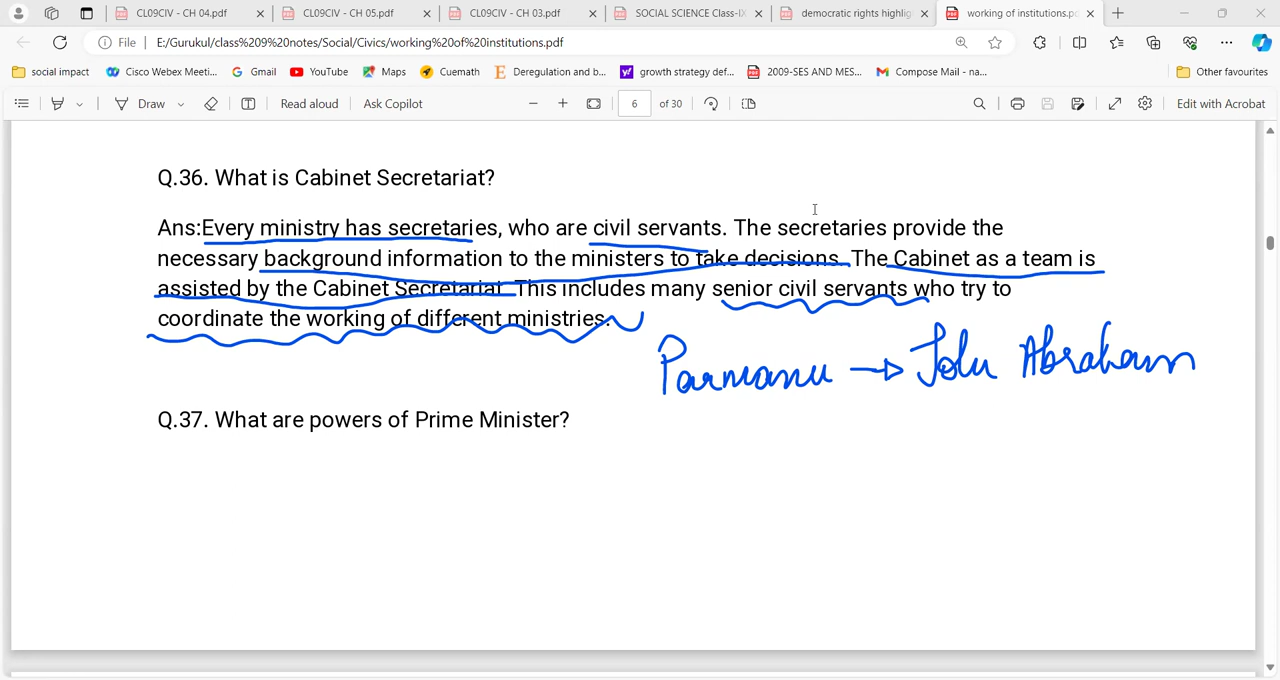 CL09CIV - CH 04.pdf
CL09CIV - CH 05.pdf
CL09CIV - CH 03.pdf
SOCIAL SCIENCE Class-IX
democratic rights highlig
working of institutions.pd
File
E:/Gurukul/class%209%20notes/Social/Civics/working%20of%20institutions.pdf
social impact
Cisco Webex Meeti...
Gmail
YouTube
Maps
Cuemath
Deregulation and b...
growth strategy def...
2009-SES AND MES...
Compose Mail - na...
Other favourites
Draw
Read aloud
Ask Copilot
6
of 30
Edit with Acrobat
Q.36. What is Cabinet Secretariat?
Ans:Every ministry has secretaries, who are civil servants. The secretaries provide the
necessary background information to the ministers to take decisions. The Cabinet as a team is
assisted by the Cabinet Secretariat. This includes many senior civil servants who try to
coordinate the working of different ministries.
Parmanu → John Abraham
Q.37. What are powers of Prime Minister?